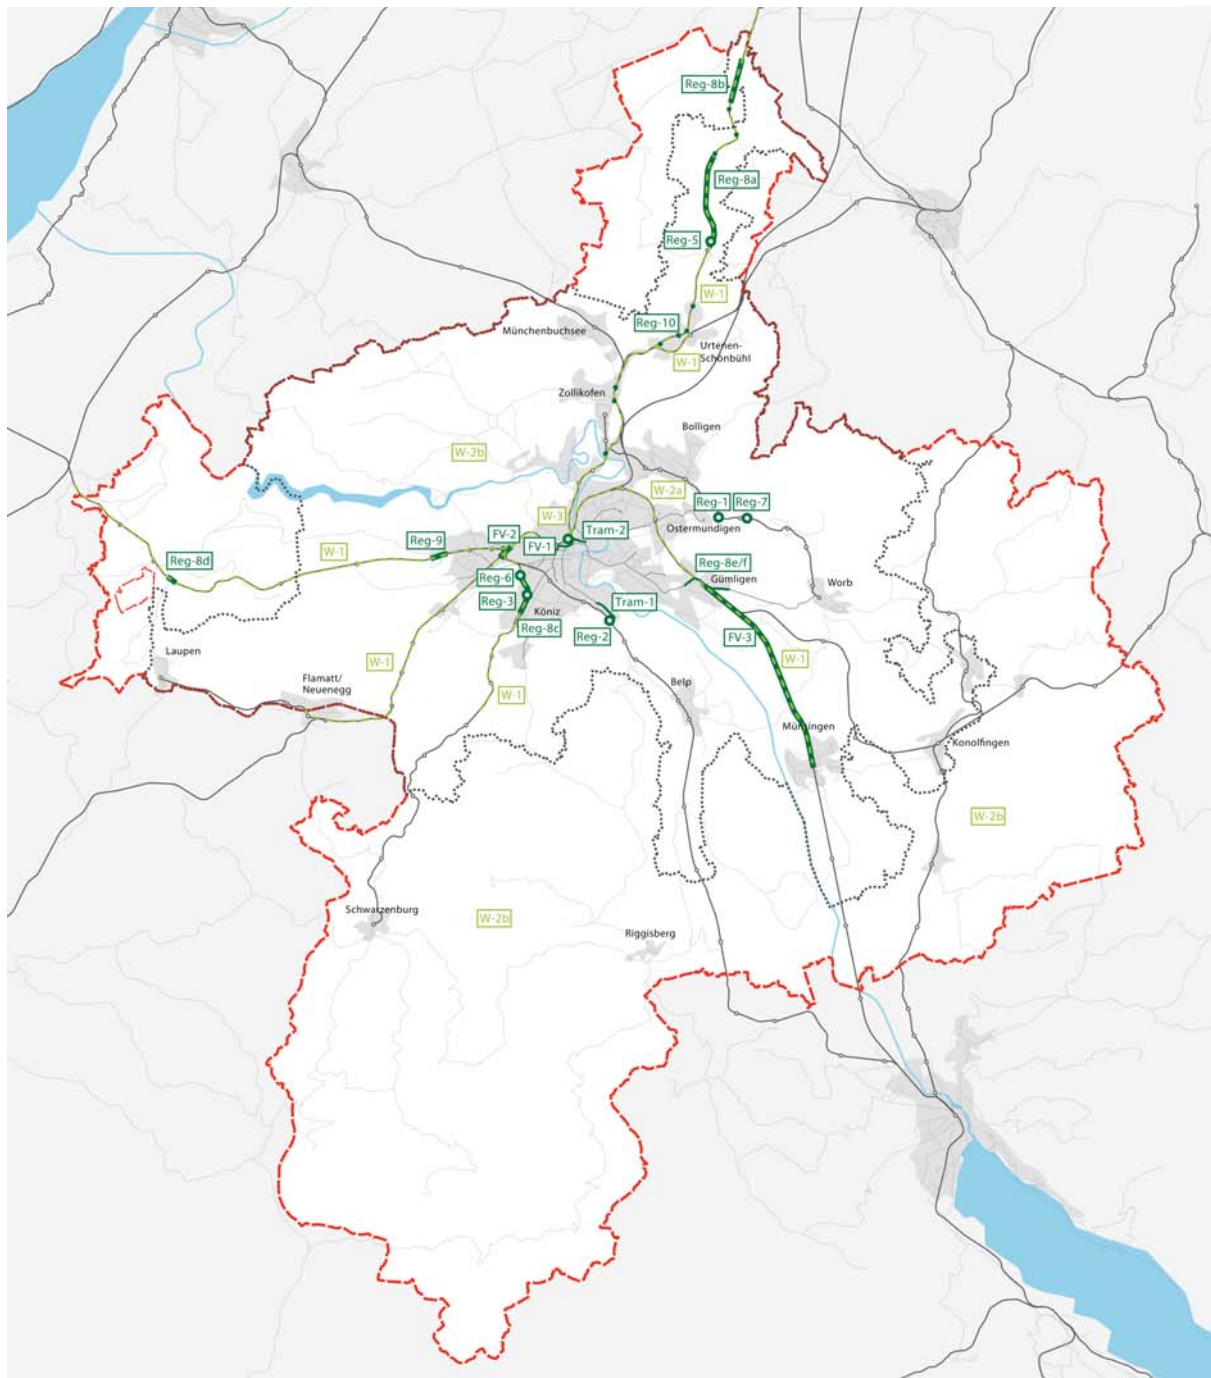 Reg-8b
Reg-8a
Reg-5
W-1
Reg-10
Münchenbuchsee
Urtenen-
Schönbühl
W-1
Zollikofen
Bolligen
W-2b
W-2a
Reg-1
Reg-7
W-3
Tram-2
Ostermundigen
FV-2
FV-1
Reg-9
W-1
Reg-8d
Reg-8e/f
Gümligen
Worb
Reg-6
Reg-3
Köniz
Tram-1
Reg-8c
Reg-2
FV-3
W-1
Laupen
W-1
Flamatt/
Neuenegg
W-1
Belp
Münsingen
Konolfingen
W-2b
Schwarzenburg
W-2b
Riggisberg